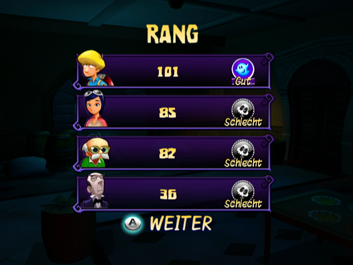 RANG
101
Gut
85
Schlecht
82
Schlecht
36
Schlecht
A WEITER